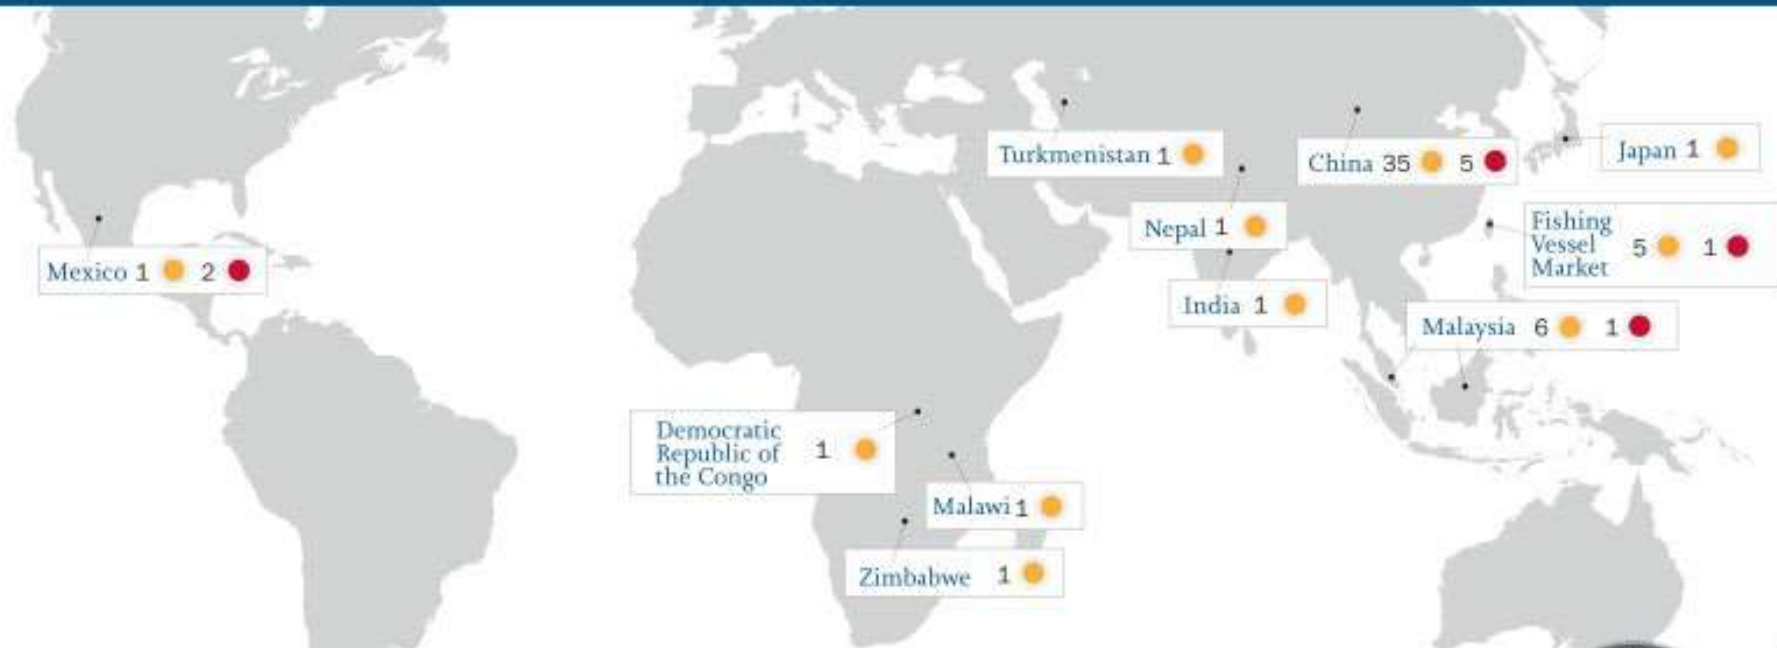 Turkmenistan 1
China 35 5
Japan 1
Nepal 1
Fishing
Vessel
Market
5 1
Mexico 1 2
India 1
Malaysia 6 1
Democratic
Republic of
the Congo
1
Malawi 1
Zimbabwe 1